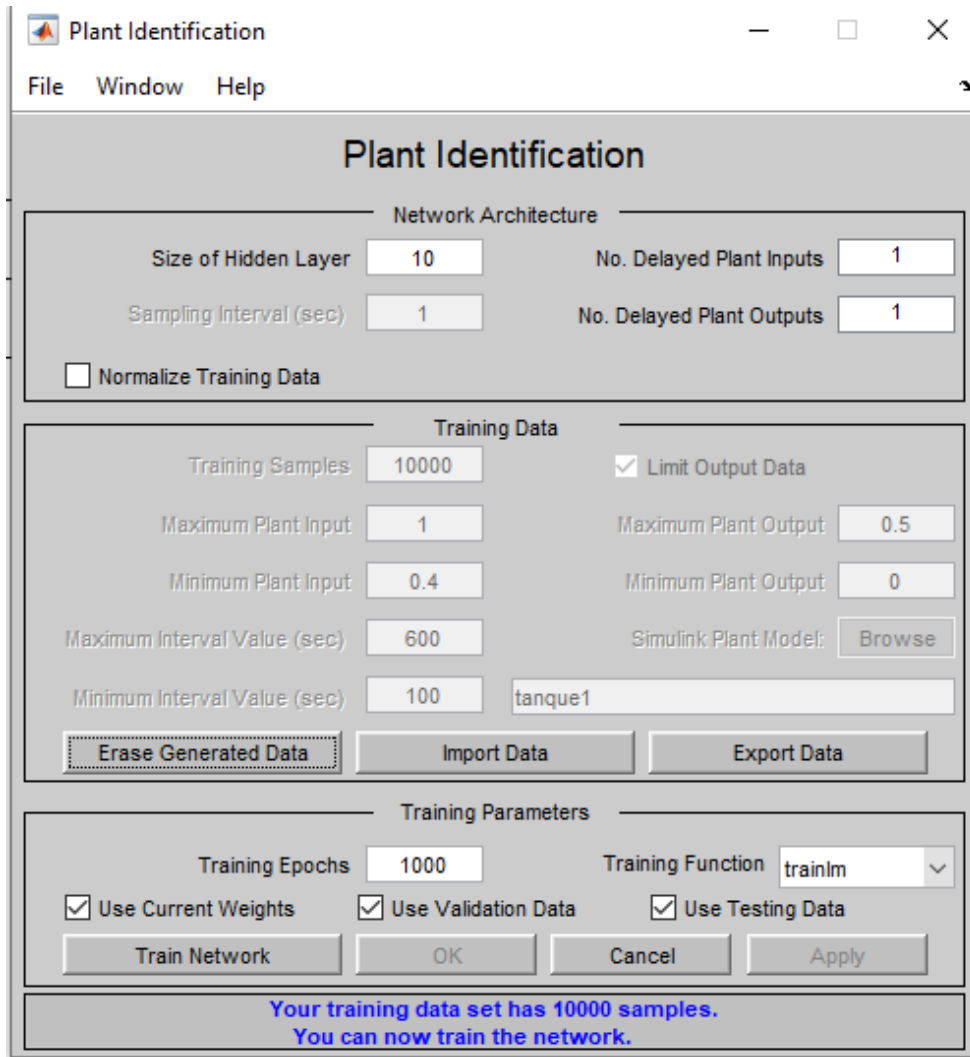 Plant Identification
File Window Help
Plant Identification
Network Architecture
Size of Hidden Layer 10 No. Delayed Plant Inputs 1
Sampling Interval (sec) 1 No. Delayed Plant Outputs 1
Normalize Training Data
Training Data
Training Samples 10000 Limit Output Data
Maximum Plant Input 1 Maximum Plant Output 0.5
Minimum Plant Input 0.4 Minimum Plant Output 0
Maximum Interval Value (sec) 600 Simulink Plant Model: Browse
Minimum Interval Value (sec) 100 tanque1
Erase Generated Data Import Data Export Data
Training Parameters
Training Epochs 1000 Training Function trainlm
Use Current Weights Use Validation Data Use Testing Data
Train Network OK Cancel Apply
Your training data set has 10000 samples.
You can now train the network.